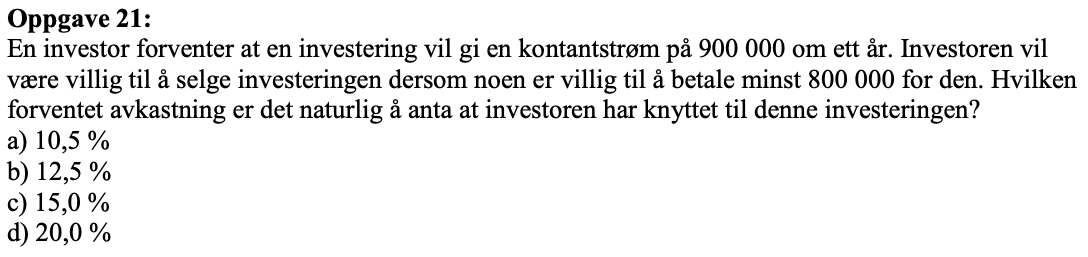 Oppgave 21:
En investor forventer at en investering vil gi en kontantstrøm på 900 000 om ett år. Investoren vil
være villig til å selge investeringen dersom noen er villig til å betale minst 800 000 for den. Hvilken
forventet avkastning er det naturlig å anta at investoren har knyttet til denne investeringen?
a) 10,5 %
b) 12,5 %
c) 15,0 %
d) 20,0 %